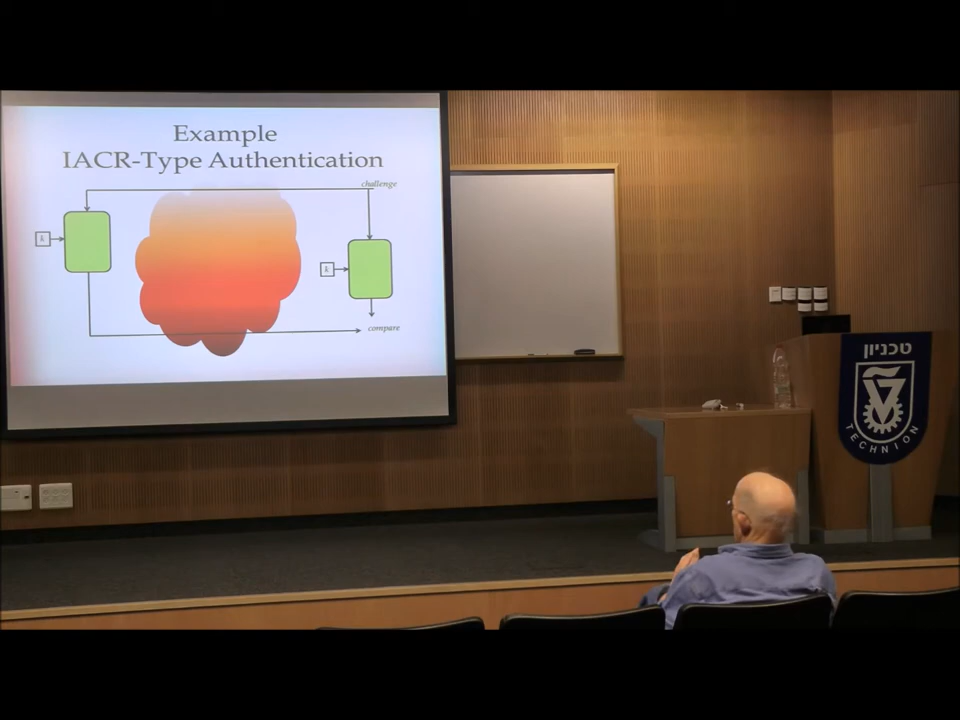 Example
IACR-Type Authentication
challenge
k
k
compare
טכניון
TECHNION